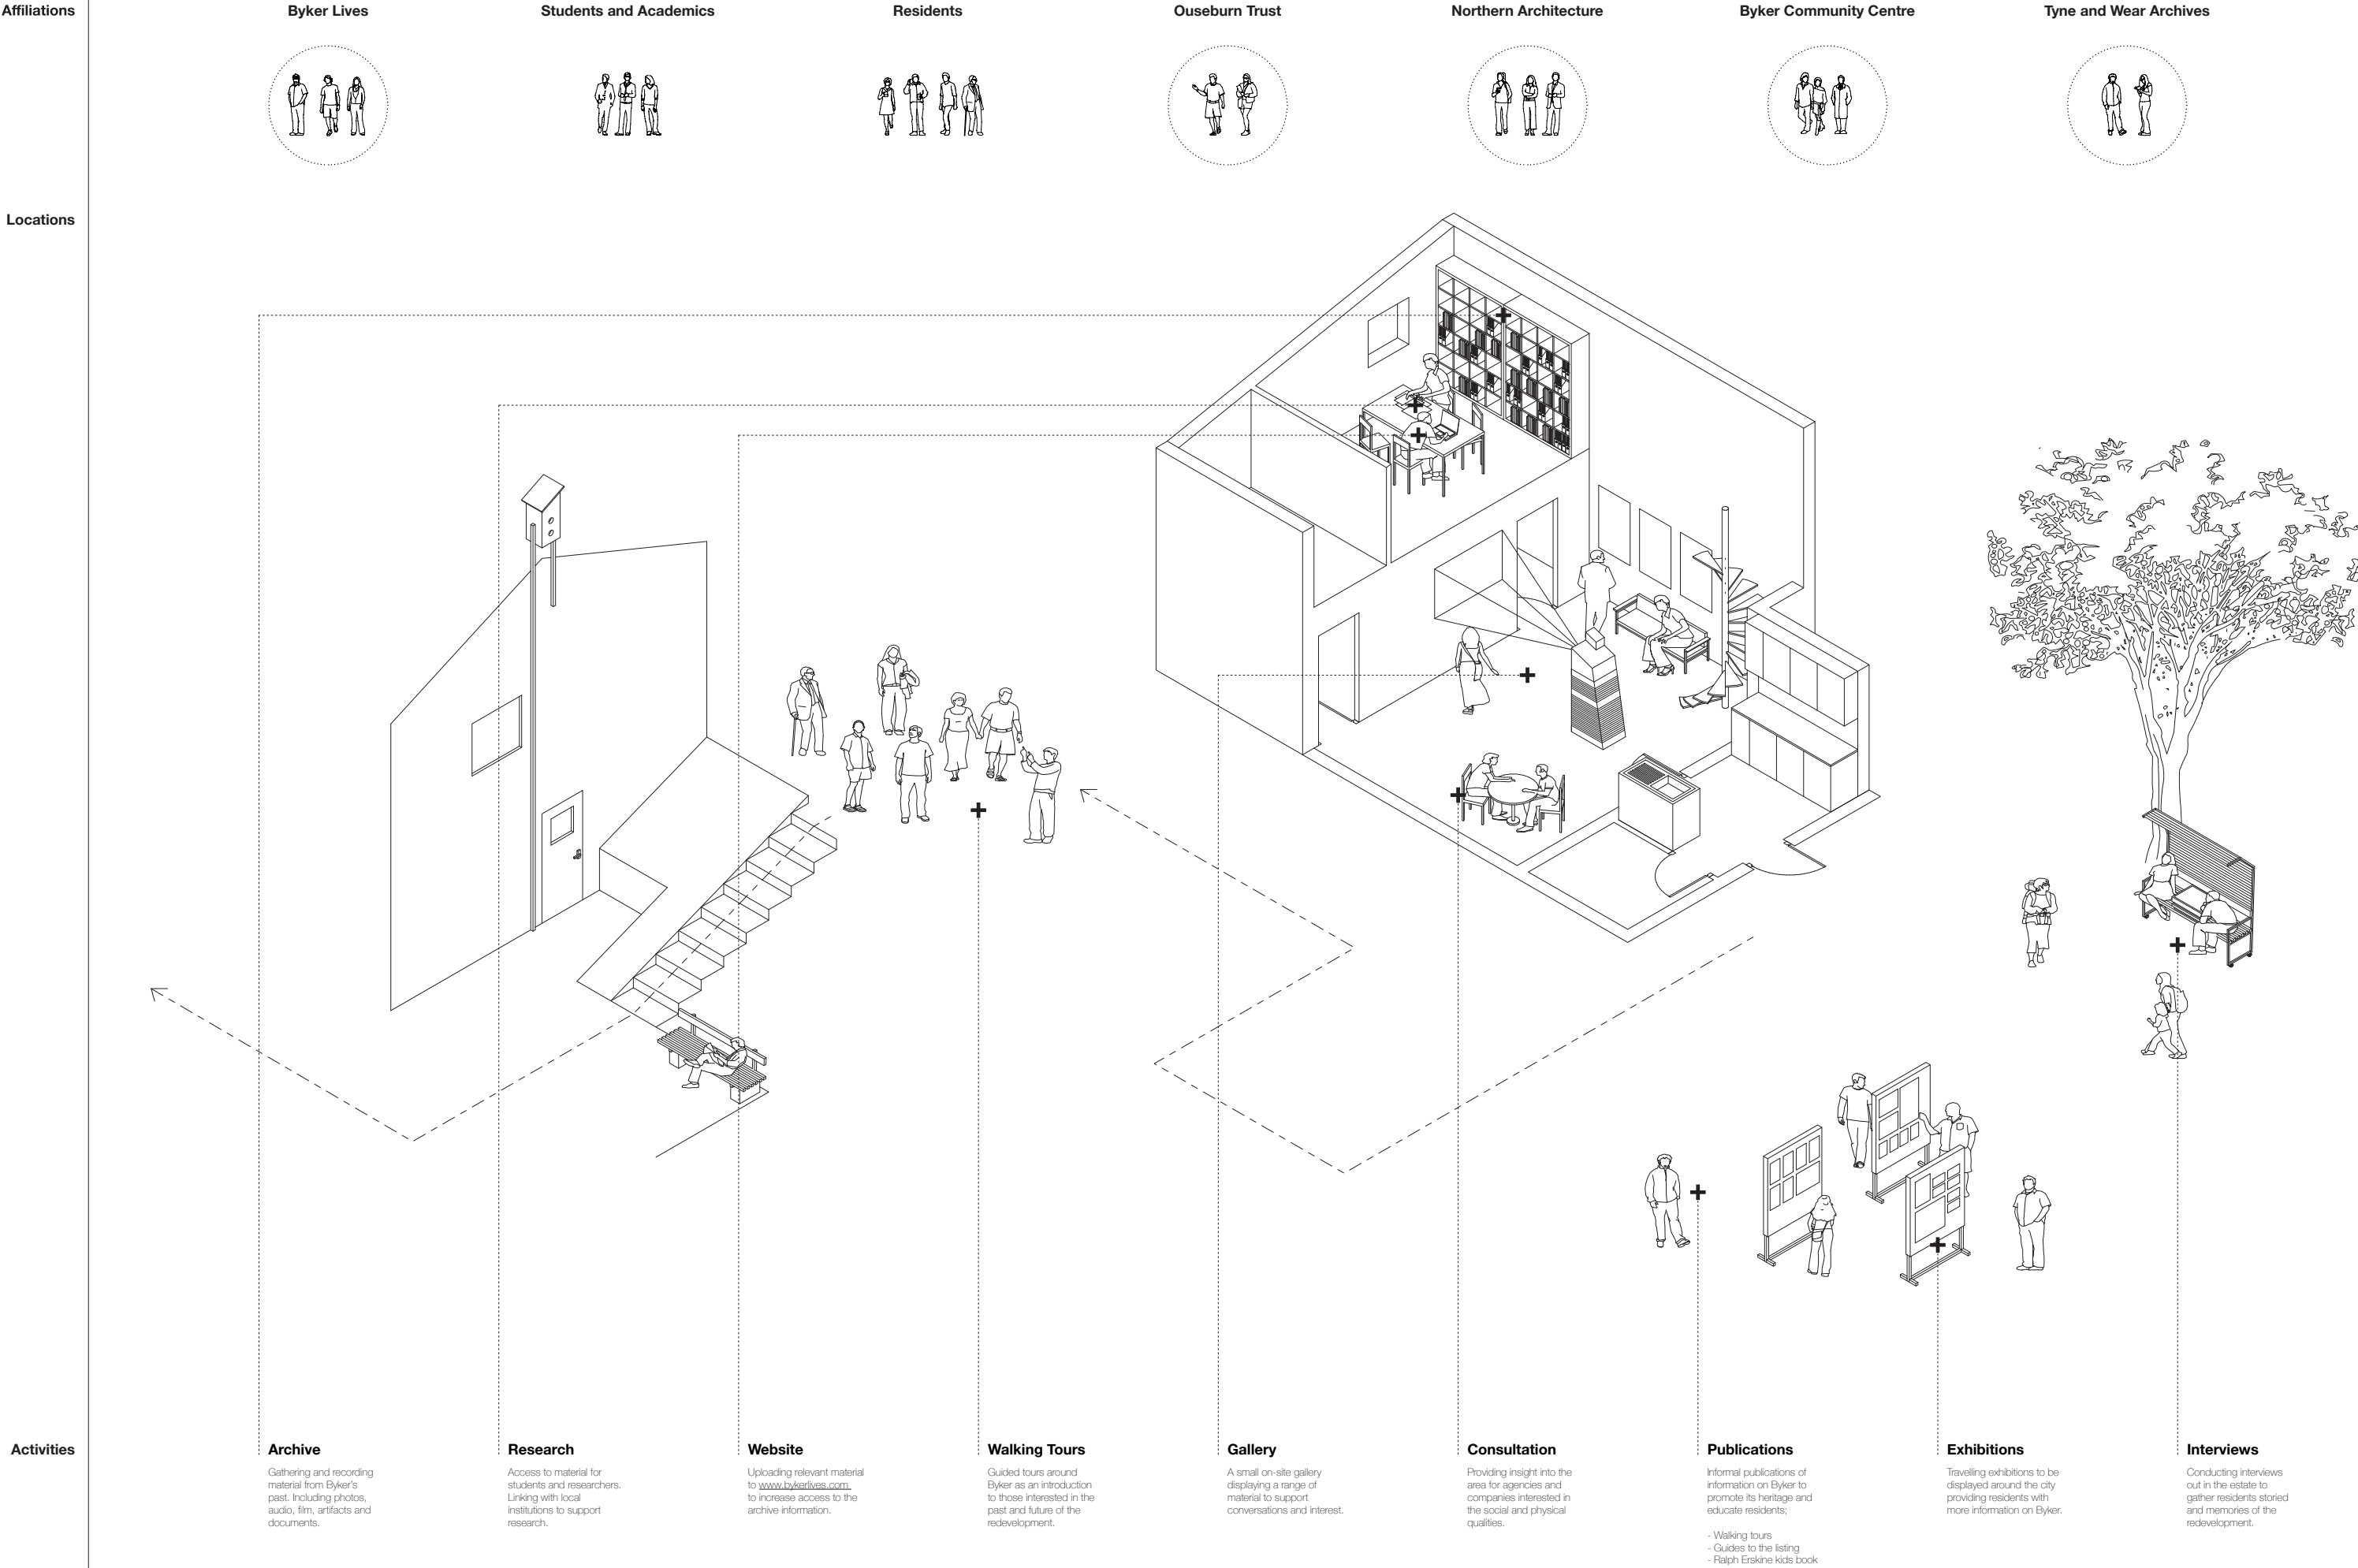 Affiliations
Byker Lives
Students and Academics
Residents
Ouseburn Trust
Northern Architecture
Byker Community Centre
Tyne and Wear Archives
Locations
Activities
Archive
Gathering and recording
material from Byker's
past. Including photos,
audio, film, artifacts and
documents.
Research
Access to material for
students and researchers.
Linking with local
institutions to support
research.
Website
Uploading relevant material
to www.bykerlives.com
to increase access to the
archive information.
Walking Tours
Guided tours around
Byker as an introduction
to those interested in the
past and future of the
redevelopment.
Gallery
A small on-site gallery
displaying a range of
material to support
conversations and interest.
Consultation
Providing insight into the
area for agencies and
companies interested in
the social and physical
qualities.
Publications
Informal publications of
information on Byker to
promote its heritage and
educate residents;
- Walking tours
- Guides to the listing
- Ralph Erskine kids book
Exhibitions
Travelling exhibitions to be
displayed around the city
providing residents with
more information on Byker.
Interviews
Conducting interviews
out in the estate to
gather residents storied
and memories of the
redevelopment.